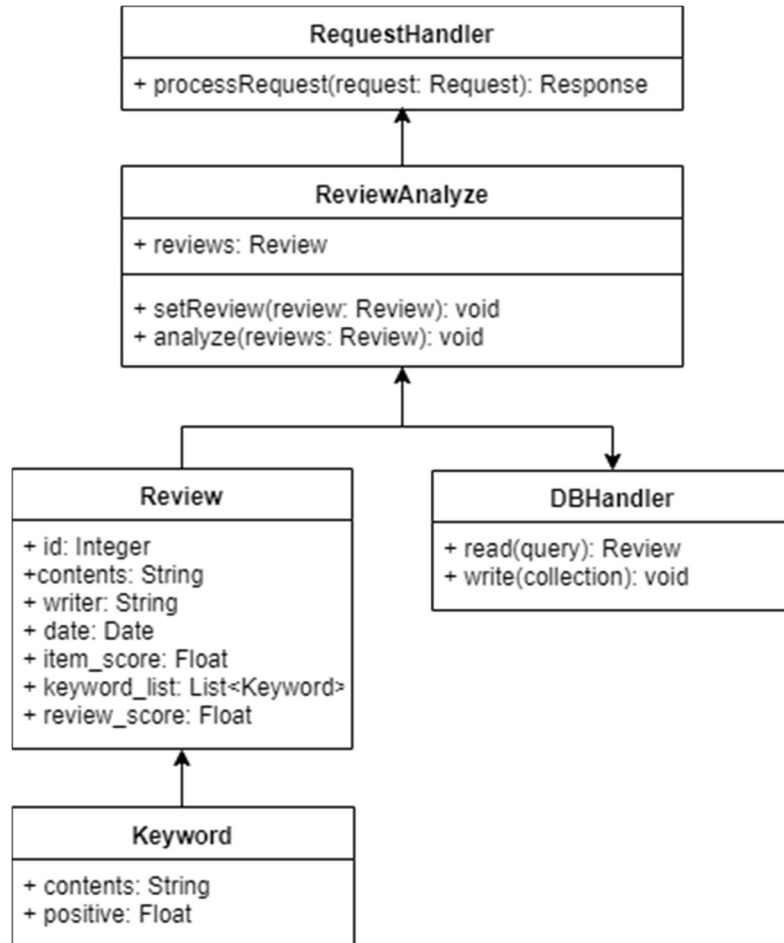 RequestHandler
+ processRequest(request: Request): Response
ReviewAnalyze
+ reviews: Review
+ setReview(review: Review): void
+ analyze(reviews: Review): void
Review
+ id: Integer
+contents: String
+ writer: String
+ date: Date
+ item_score: Float
+ keyword_list: List<Keyword>
+ review_score: Float
DBHandler
+ read(query): Review
+ write(collection): void
Keyword
+ contents: String
+ positive: Float